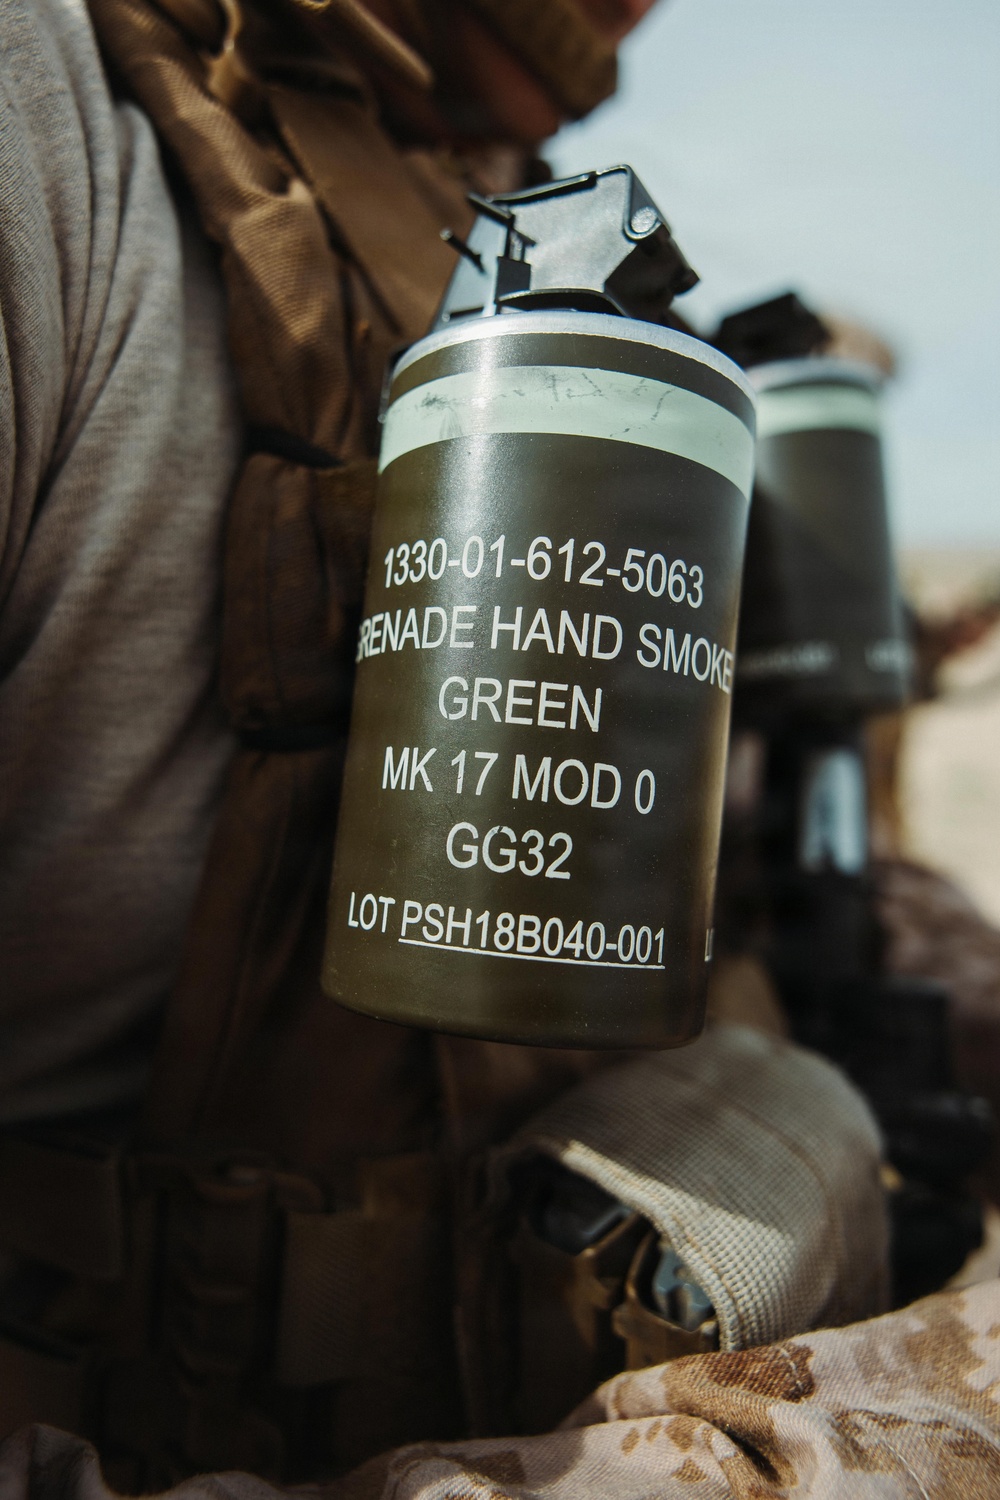 1330-01-612-5063
GRENADE HAND SMOKE
GREEN
MK 17 MOD 0
GG32
LOT PSH18B040-001